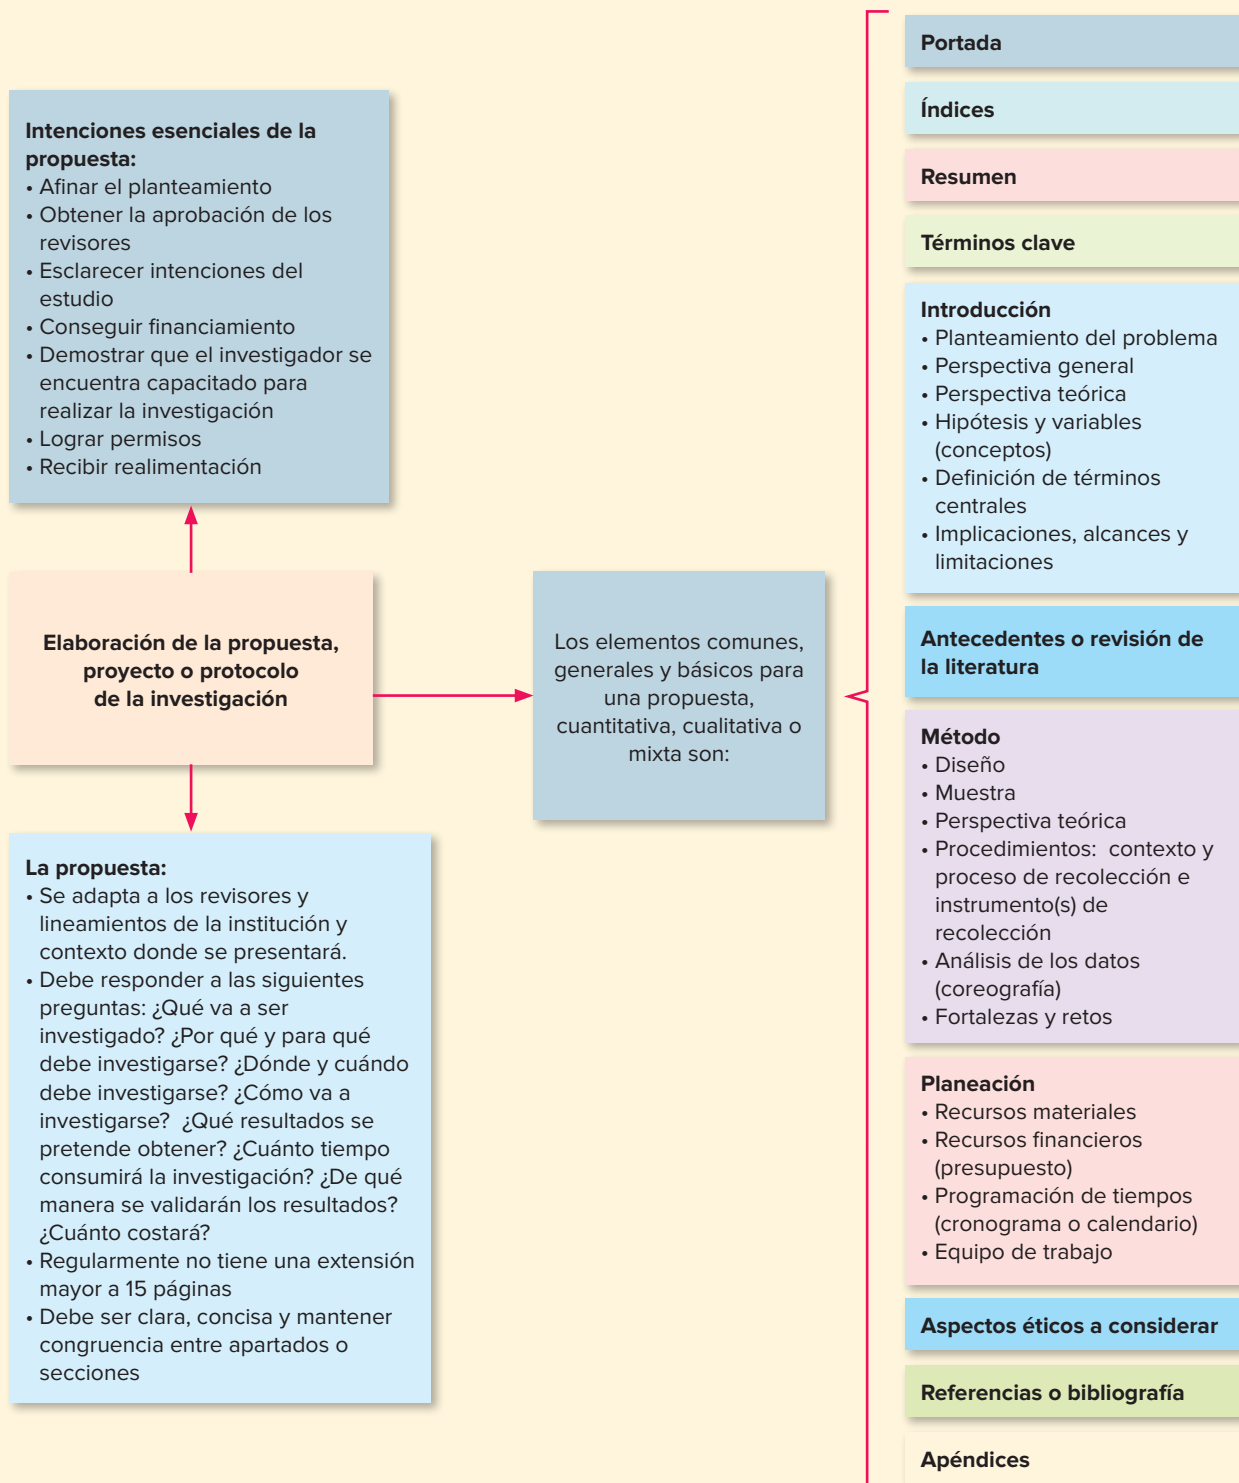 Intenciones esenciales de la
propuesta:
• Afinar el planteamiento
• Obtener la aprobación de los
revisores
• Esclarecer intenciones del
estudio
• Conseguir financiamiento
• Demostrar que el investigador se
encuentra capacitado para
realizar la investigación
• Lograr permisos
• Recibir realimentación
Elaboración de la propuesta,
proyecto o protocolo
de la investigación
La propuesta:
• Se adapta a los revisores y
lineamientos de la institución y
contexto donde se presentará.
• Debe responder a las siguientes
preguntas: ¿Qué va a ser
investigado? ¿Por qué y para qué
debe investigarse? ¿Dónde y cuándo
debe investigarse? ¿Cómo va a
investigarse? ¿Qué resultados se
pretende obtener? ¿Cuánto tiempo
consumirá la investigación? ¿De qué
manera se validarán los resultados?
¿Cuánto costará?
• Regularmente no tiene una extensión
mayor a 15 páginas
• Debe ser clara, concisa y mantener
congruencia entre apartados o
secciones
Los elementos comunes,
generales y básicos para
una propuesta,
cuantitativa, cualitativa o
mixta son:
Portada
Índices
Resumen
Términos clave
Introducción
• Planteamiento del problema
• Perspectiva general
• Perspectiva teórica
• Hipótesis y variables
(conceptos)
• Definición de términos
centrales
• Implicaciones, alcances y
limitaciones
Antecedentes o revisión de
la literatura
Método
• Diseño
• Muestra
• Perspectiva teórica
• Procedimientos: contexto y
proceso de recolección e
instrumento(s) de
recolección
• Análisis de los datos
(coreografía)
• Fortalezas y retos
Planeación
• Recursos materiales
• Recursos financieros
(presupuesto)
• Programación de tiempos
(cronograma o calendario)
• Equipo de trabajo
Aspectos éticos a considerar
Referencias o bibliografía
Apéndices